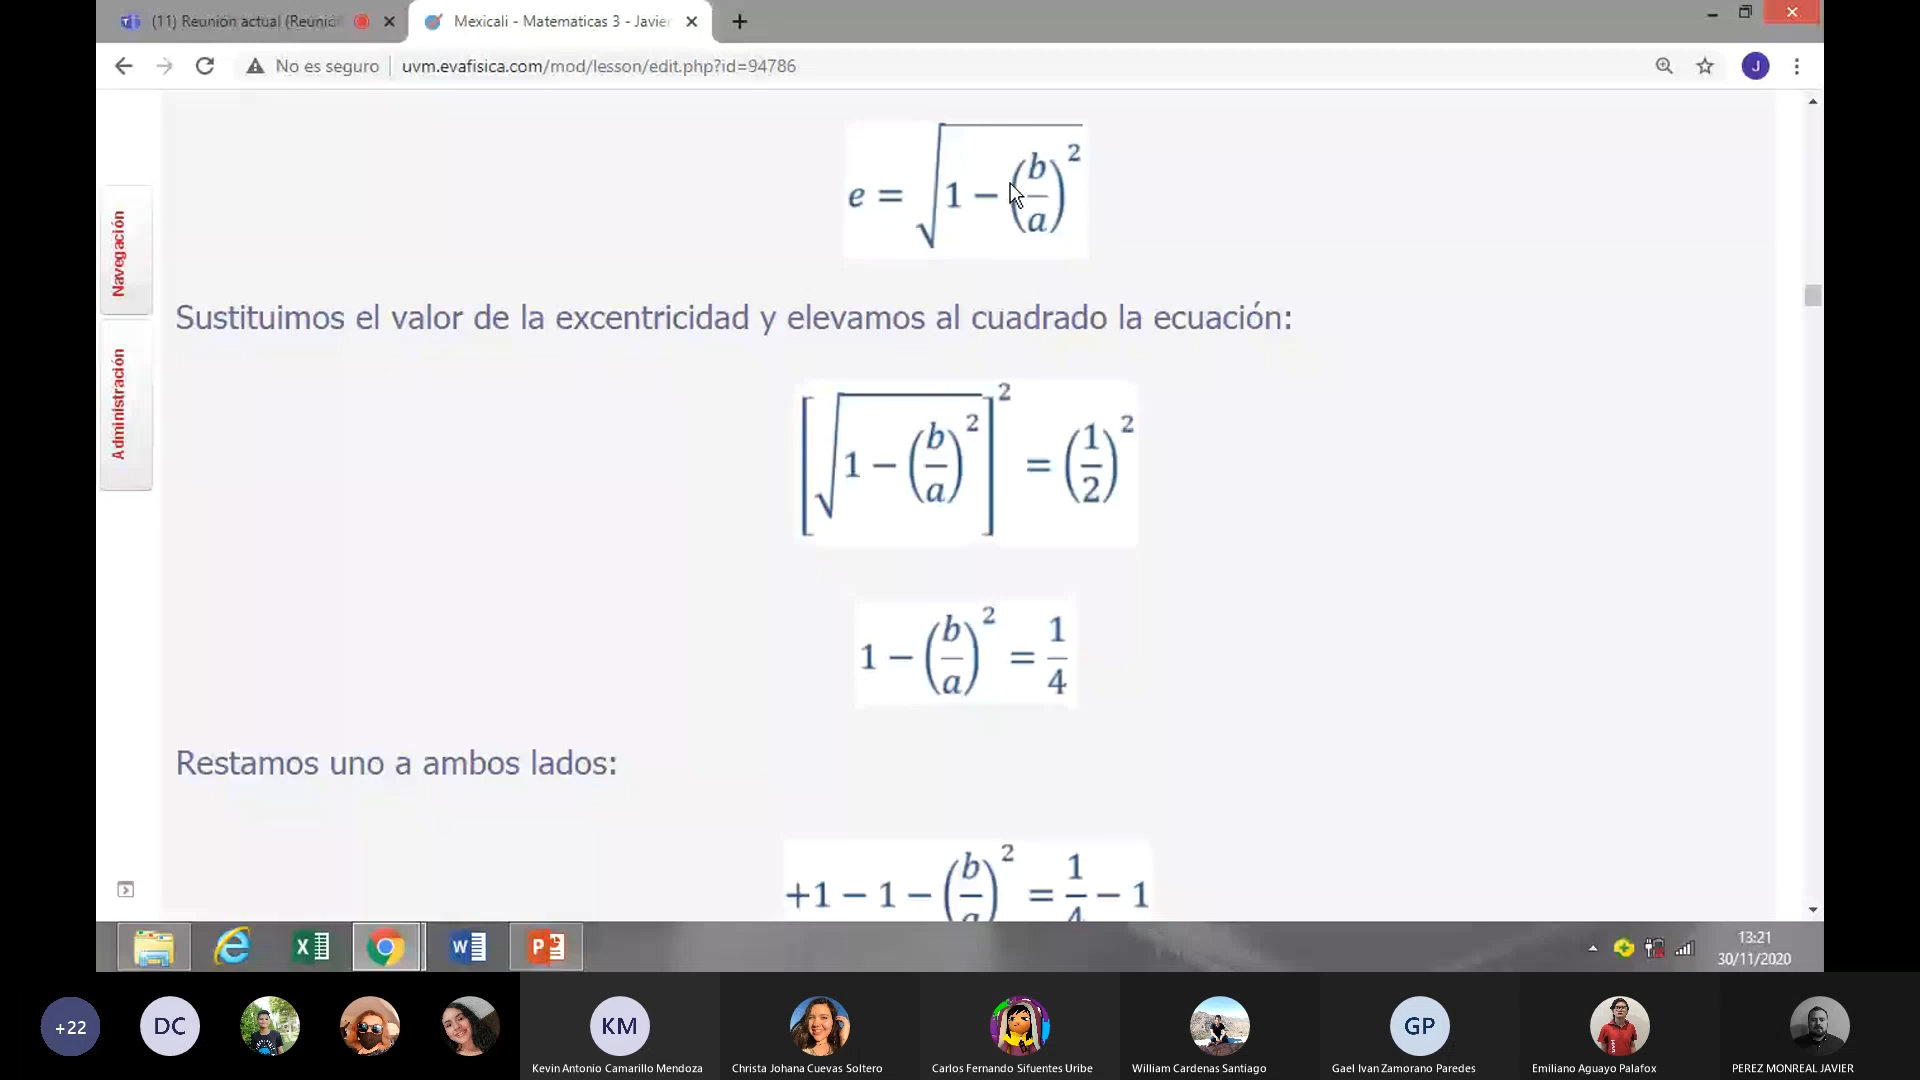 (11) Reunión actual (Reunió
Mexicali - Matematicas 3 - Javie
No es seguro
uvm.evafisica.com/mod/lesson/edit.php?id=94786
J
Navegación
Administración
e = √(1 − (b/a)²)
Sustituimos el valor de la excentricidad y elevamos al cuadrado la ecuación:
[√(1 − (b/a)²)]² = (1/2)²
1 − (b/a)² = 1/4
Restamos uno a ambos lados:
+1 − 1 − (b/a)² = 1/4 − 1
13:21
30/11/2020
+22
DC
KM
GP
Kevin Antonio Camarillo Mendoza
Christa Johana Cuevas Soltero
Carlos Fernando Sifuentes Uribe
William Cardenas Santiago
Gael Ivan Zamorano Paredes
Emiliano Aguayo Palafox
PEREZ MONREAL JAVIER